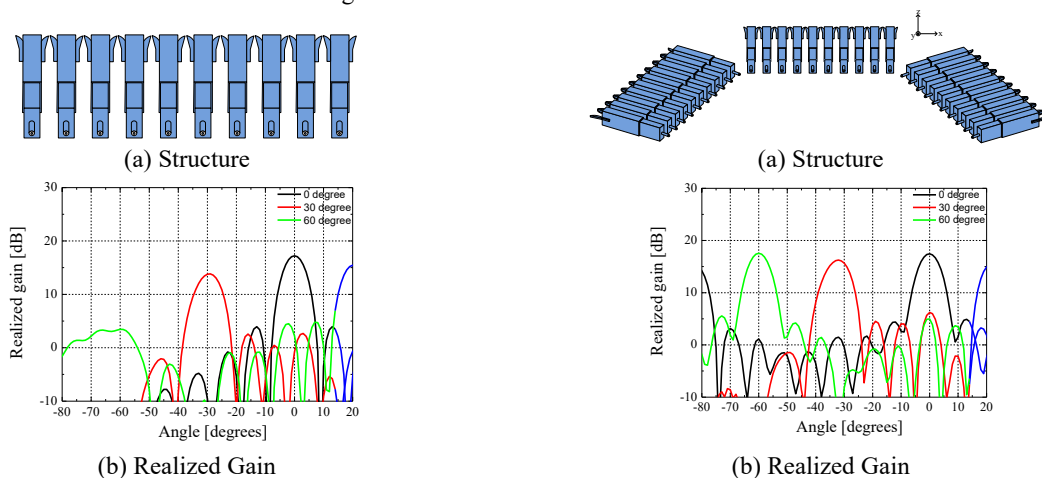 (a) Structure
30
20
10
0
-10
Realized gain [dB]
0 degree
30 degree
60 degree
-80 -70 -60 -50 -40 -30 -20 -10 0 10 20
Angle [degrees]
(b) Realized Gain
z
y x
(a) Structure
30
20
10
0
-10
Realized gain [dB]
0 degree
30 degree
60 degree
-80 -70 -60 -50 -40 -30 -20 -10 0 10 20
Angle [degrees]
(b) Realized Gain